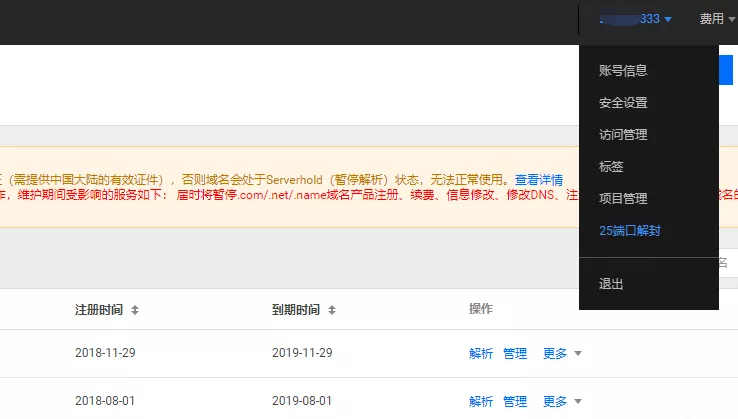 333
费用
账号信息
安全设置
访问管理
标签
项目管理
25端口解封
退出
（需提供中国大陆的有效证件），否则域名会处于Serverhold（暂停解析）状态，无法正常使用。查看详情
，维护期间受影响的服务如下： 届时将暂停.com/.net/.name域名产品注册、续费、信息修改、修改DNS、注
域名的
名
注册时间 到期时间 操作
2018-11-29 2019-11-29 解析 管理 更多
2018-08-01 2019-08-01 解析 管理 更多